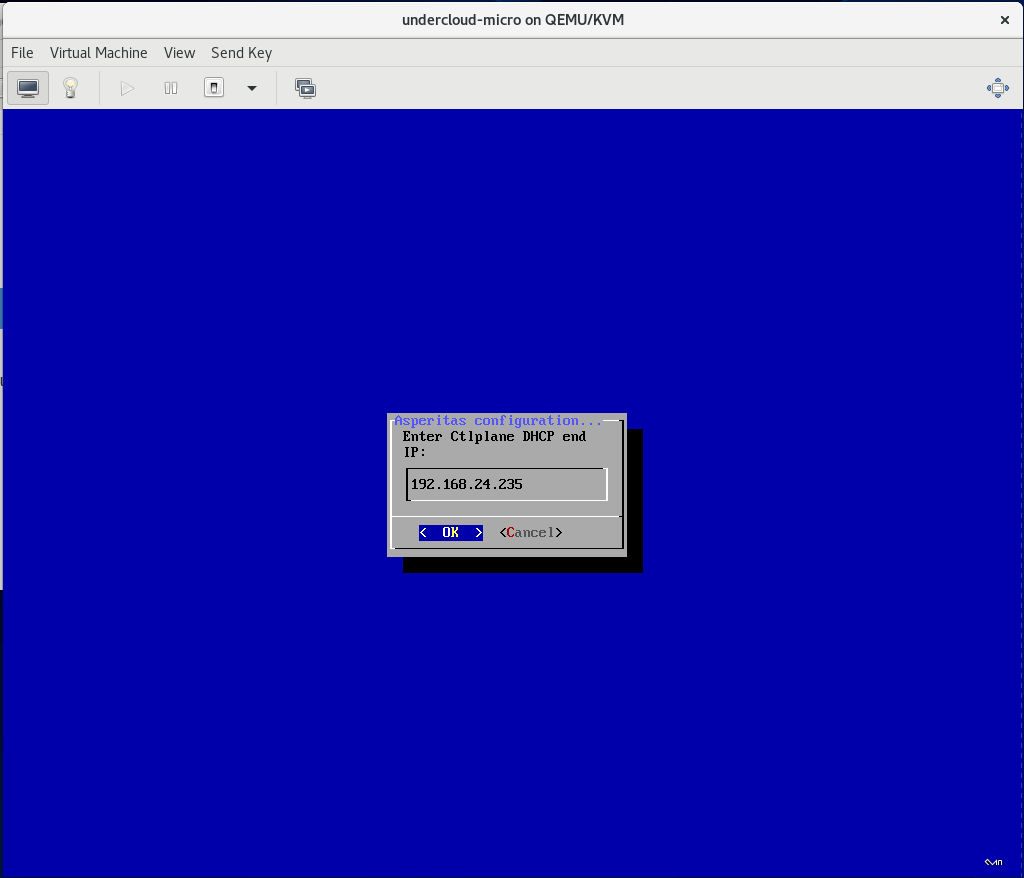 undercloud-micro on QEMU/KVM
File Virtual Machine View Send Key
Asperitas configuration...
Enter Ctlplane DHCP end
IP:
192.168.24.235
< OK > <Cancel>